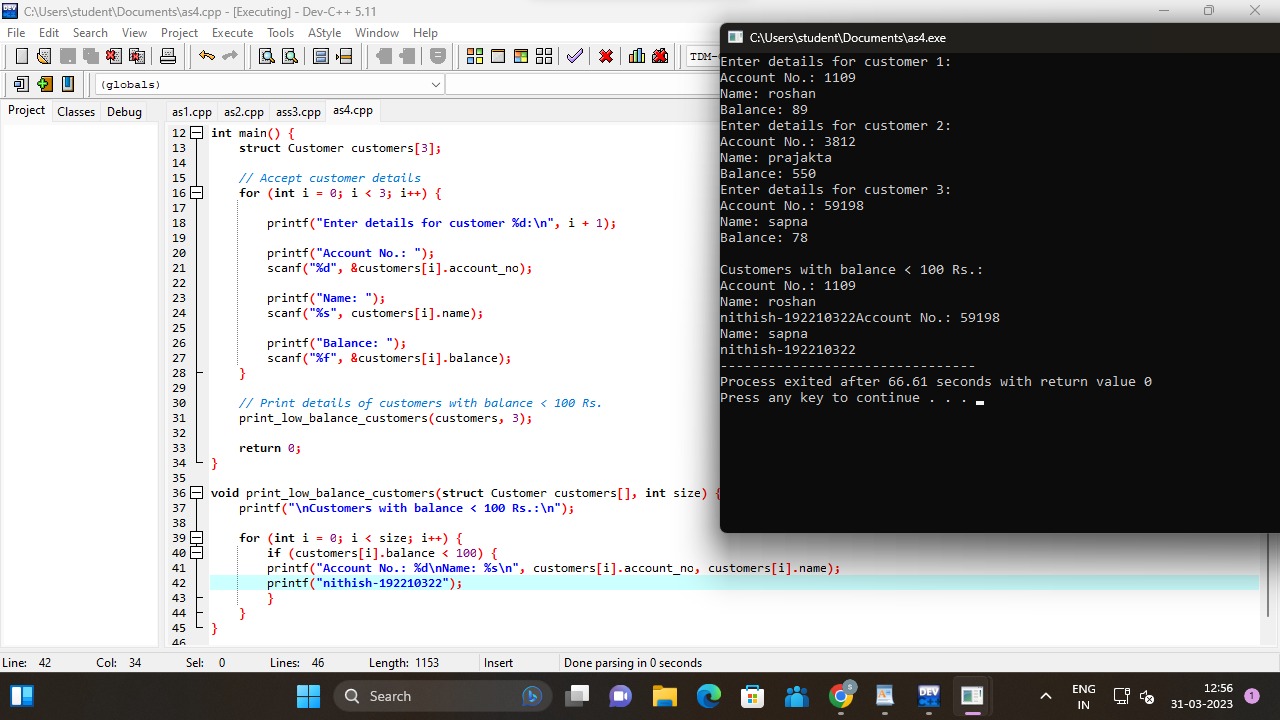 C:\Users\student\Documents\as4.cpp - [Executing] - Dev-C++ 5.11
File Edit Search View Project Execute Tools AStyle Window Help
TDM-
(globals)
Project Classes Debug
as1.cpp as2.cpp ass3.cpp as4.cpp
12 int main() {
13 struct Customer customers[3];
14
15 // Accept customer details
16 for (int i = 0; i < 3; i++) {
17
18 printf("Enter details for customer %d:\n", i + 1);
19
20 printf("Account No.: ");
21 scanf("%d", &customers[i].account_no);
22
23 printf("Name: ");
24 scanf("%s", customers[i].name);
25
26 printf("Balance: ");
27 scanf("%f", &customers[i].balance);
28 }
29
30 // Print details of customers with balance < 100 Rs.
31 print_low_balance_customers(customers, 3);
32
33 return 0;
34 }
35
36 void print_low_balance_customers(struct Customer customers[], int size) {
37 printf("\nCustomers with balance < 100 Rs.:\n");
38
39 for (int i = 0; i < size; i++) {
40 if (customers[i].balance < 100) {
41 printf("Account No.: %d\nName: %s\n", customers[i].account_no, customers[i].name);
42 printf("nithish-192210322");
43 }
44 }
45 }
46
C:\Users\student\Documents\as4.exe
Enter details for customer 1:
Account No.: 1109
Name: roshan
Balance: 89
Enter details for customer 2:
Account No.: 3812
Name: prajakta
Balance: 550
Enter details for customer 3:
Account No.: 59198
Name: sapna
Balance: 78
Customers with balance < 100 Rs.:
Account No.: 1109
Name: roshan
nithish-192210322Account No.: 59198
Name: sapna
nithish-192210322
--------------------------------
Process exited after 66.61 seconds with return value 0
Press any key to continue . . .
Line: 42 Col: 34 Sel: 0 Lines: 46 Length: 1153 Insert Done parsing in 0 seconds
Search
DEV
S
DEV
ENG
IN
12:56
31-03-2023
1